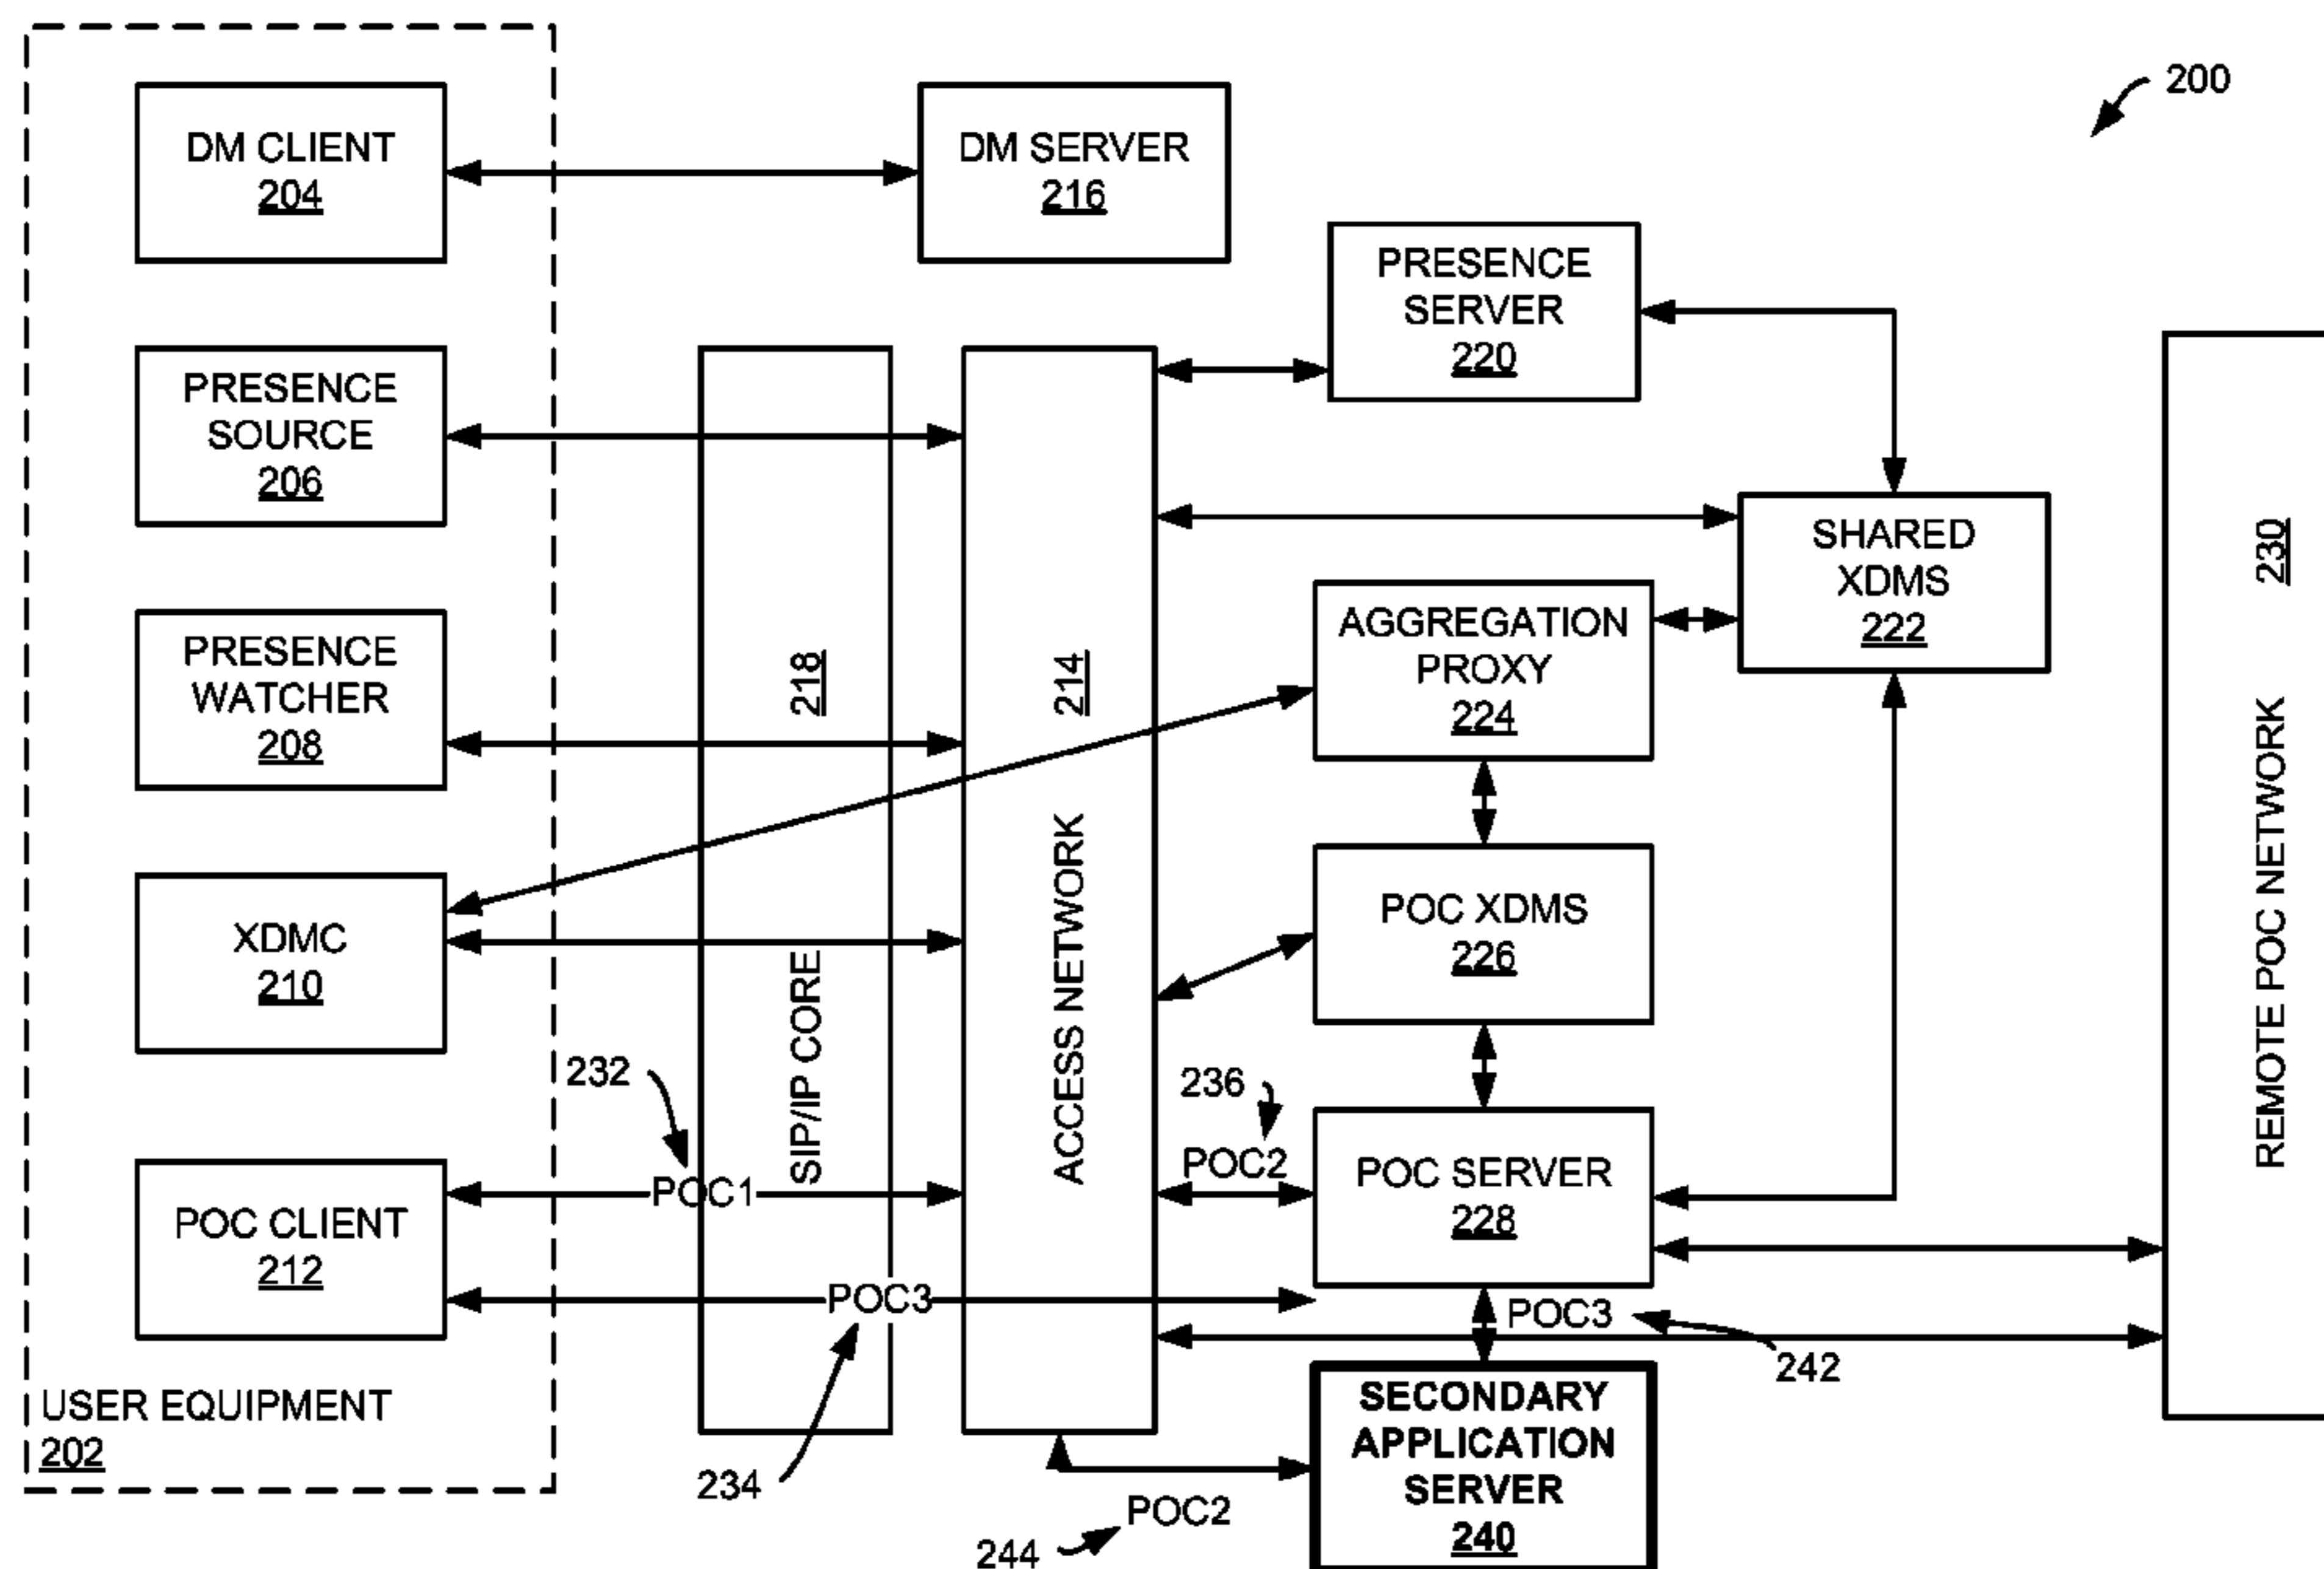 200
DM CLIENT
204
DM SERVER
216
PRESENCE
SERVER
220
PRESENCE
SOURCE
206
SHARED
XDMS
222
230
REMOTE POC NETWORK
PRESENCE
WATCHER
208
218
SIP/IP CORE
214
ACCESS NETWORK
AGGREGATION
PROXY
224
XDMC
210
POC XDMS
226
232
236
POC1
POC2
POC CLIENT
212
POC SERVER
228
POC3
POC3
242
USER EQUIPMENT
202
234
SECONDARY
APPLICATION
SERVER
240
POC2
244